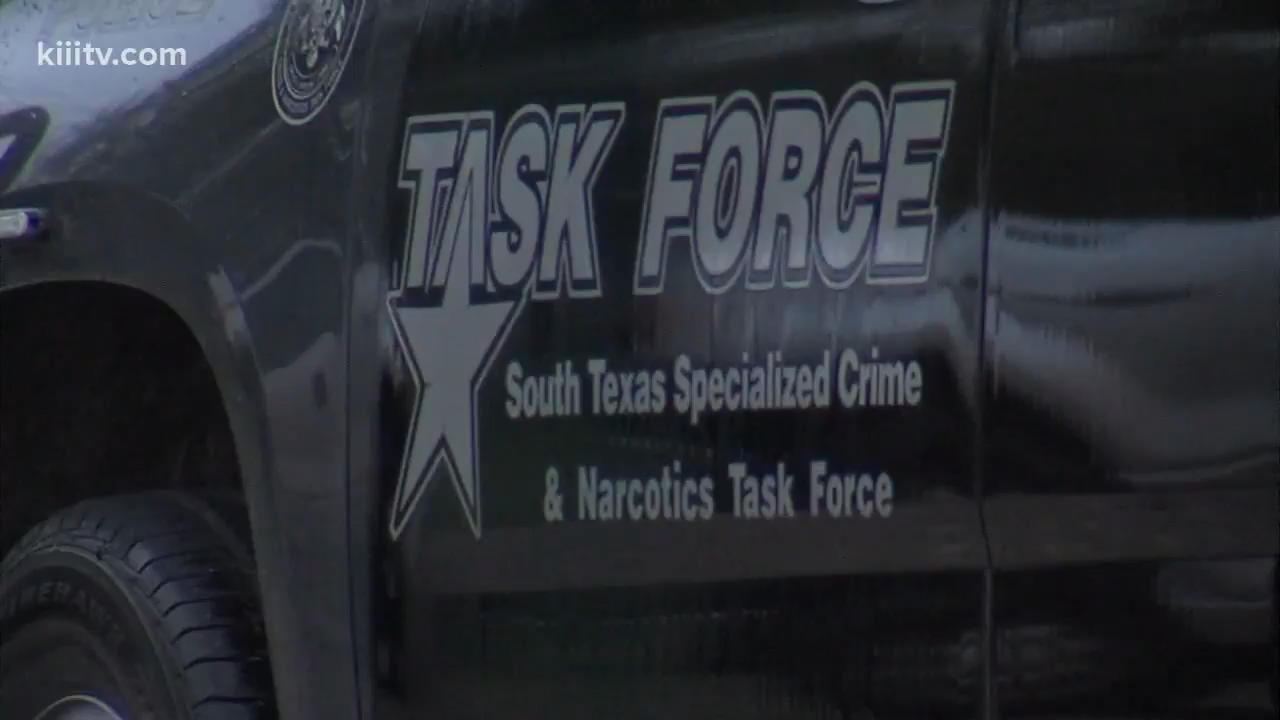 kiiitv.com
TASK FORCE
South Texas Specialized Crime
& Narcotics Task Force